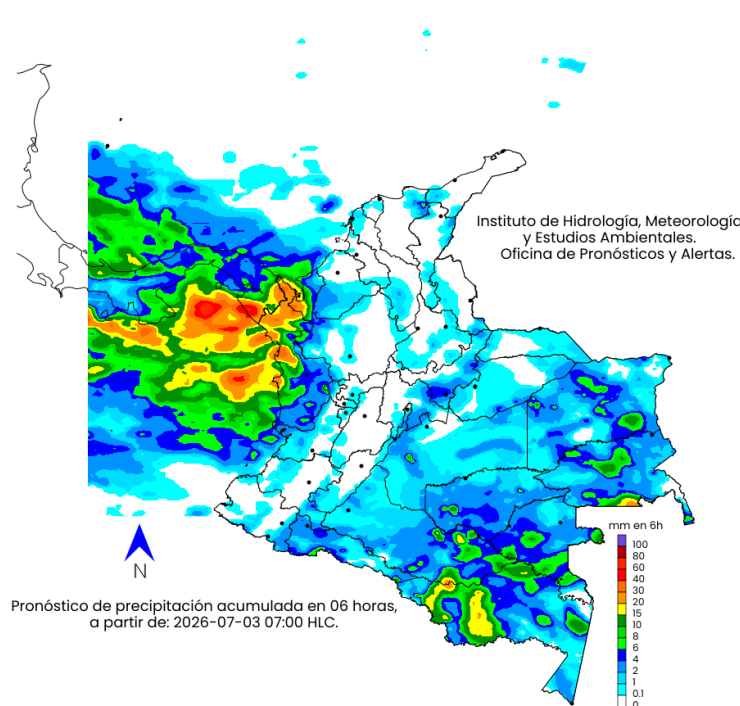 Instituto de Hidrología, Meteorología
y Estudios Ambientales.
Oficina de Pronósticos y Alertas.
mm en 6h
100
80
60
40
30
20
15
10
8
6
4
2
1
0.1
0
N
Pronóstico de precipitación acumulada en 06 horas,
a partir de: 2026-07-03 07:00 HLC.